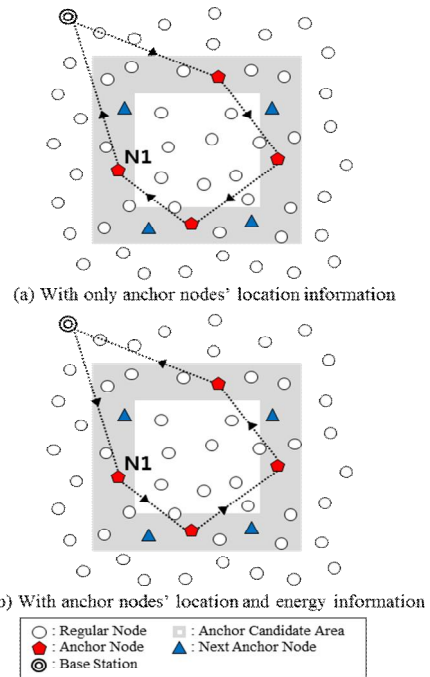 N1
(a) With only anchor nodes' location information
N1
b) With anchor nodes' location and energy information
: Regular Node : Anchor Candidate Area
: Anchor Node : Next Anchor Node
: Base Station